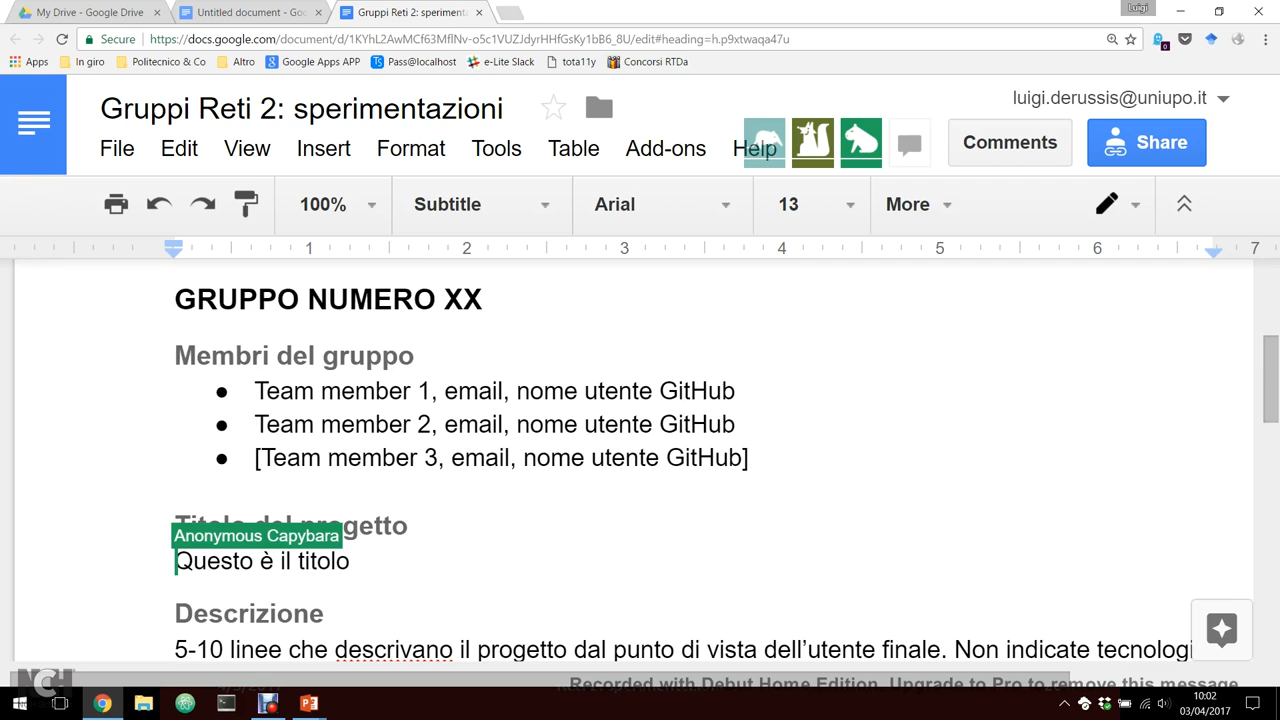 Luigi
My Drive - Google Drive
Untitled document - Goo
Gruppi Reti 2: speriment
Secure
https://docs.google.com/document/d/1KYhL2AwMCf63MflNv-o5c1VUZJdyrHHfGsKy1bB6_8U/edit#heading=h.p9xtwaqa47u
Apps In giro Politecnico & Co Altro Google Apps APP Pass@localhost e-Lite Slack tota11y Concorsi RTDa
Gruppi Reti 2: sperimentazioni
luigi.derussis@uniupo.it
File Edit View Insert Format Tools Table Add-ons Help
Comments
Share
100% Subtitle Arial 13 More
1 2 3 4 5 6 7
GRUPPO NUMERO XX
Membri del gruppo
● Team member 1, email, nome utente GitHub
● Team member 2, email, nome utente GitHub
● [Team member 3, email, nome utente GitHub]
Titolo del progetto
Anonymous Capybara
Questo è il titolo
Descrizione
5-10 linee che descrivano il progetto dal punto di vista dell’utente finale. Non indicate tecnologi
NCH
Recorded with Debut Home Edition. Upgrade to Pro to remove this message
10:02
03/04/2017